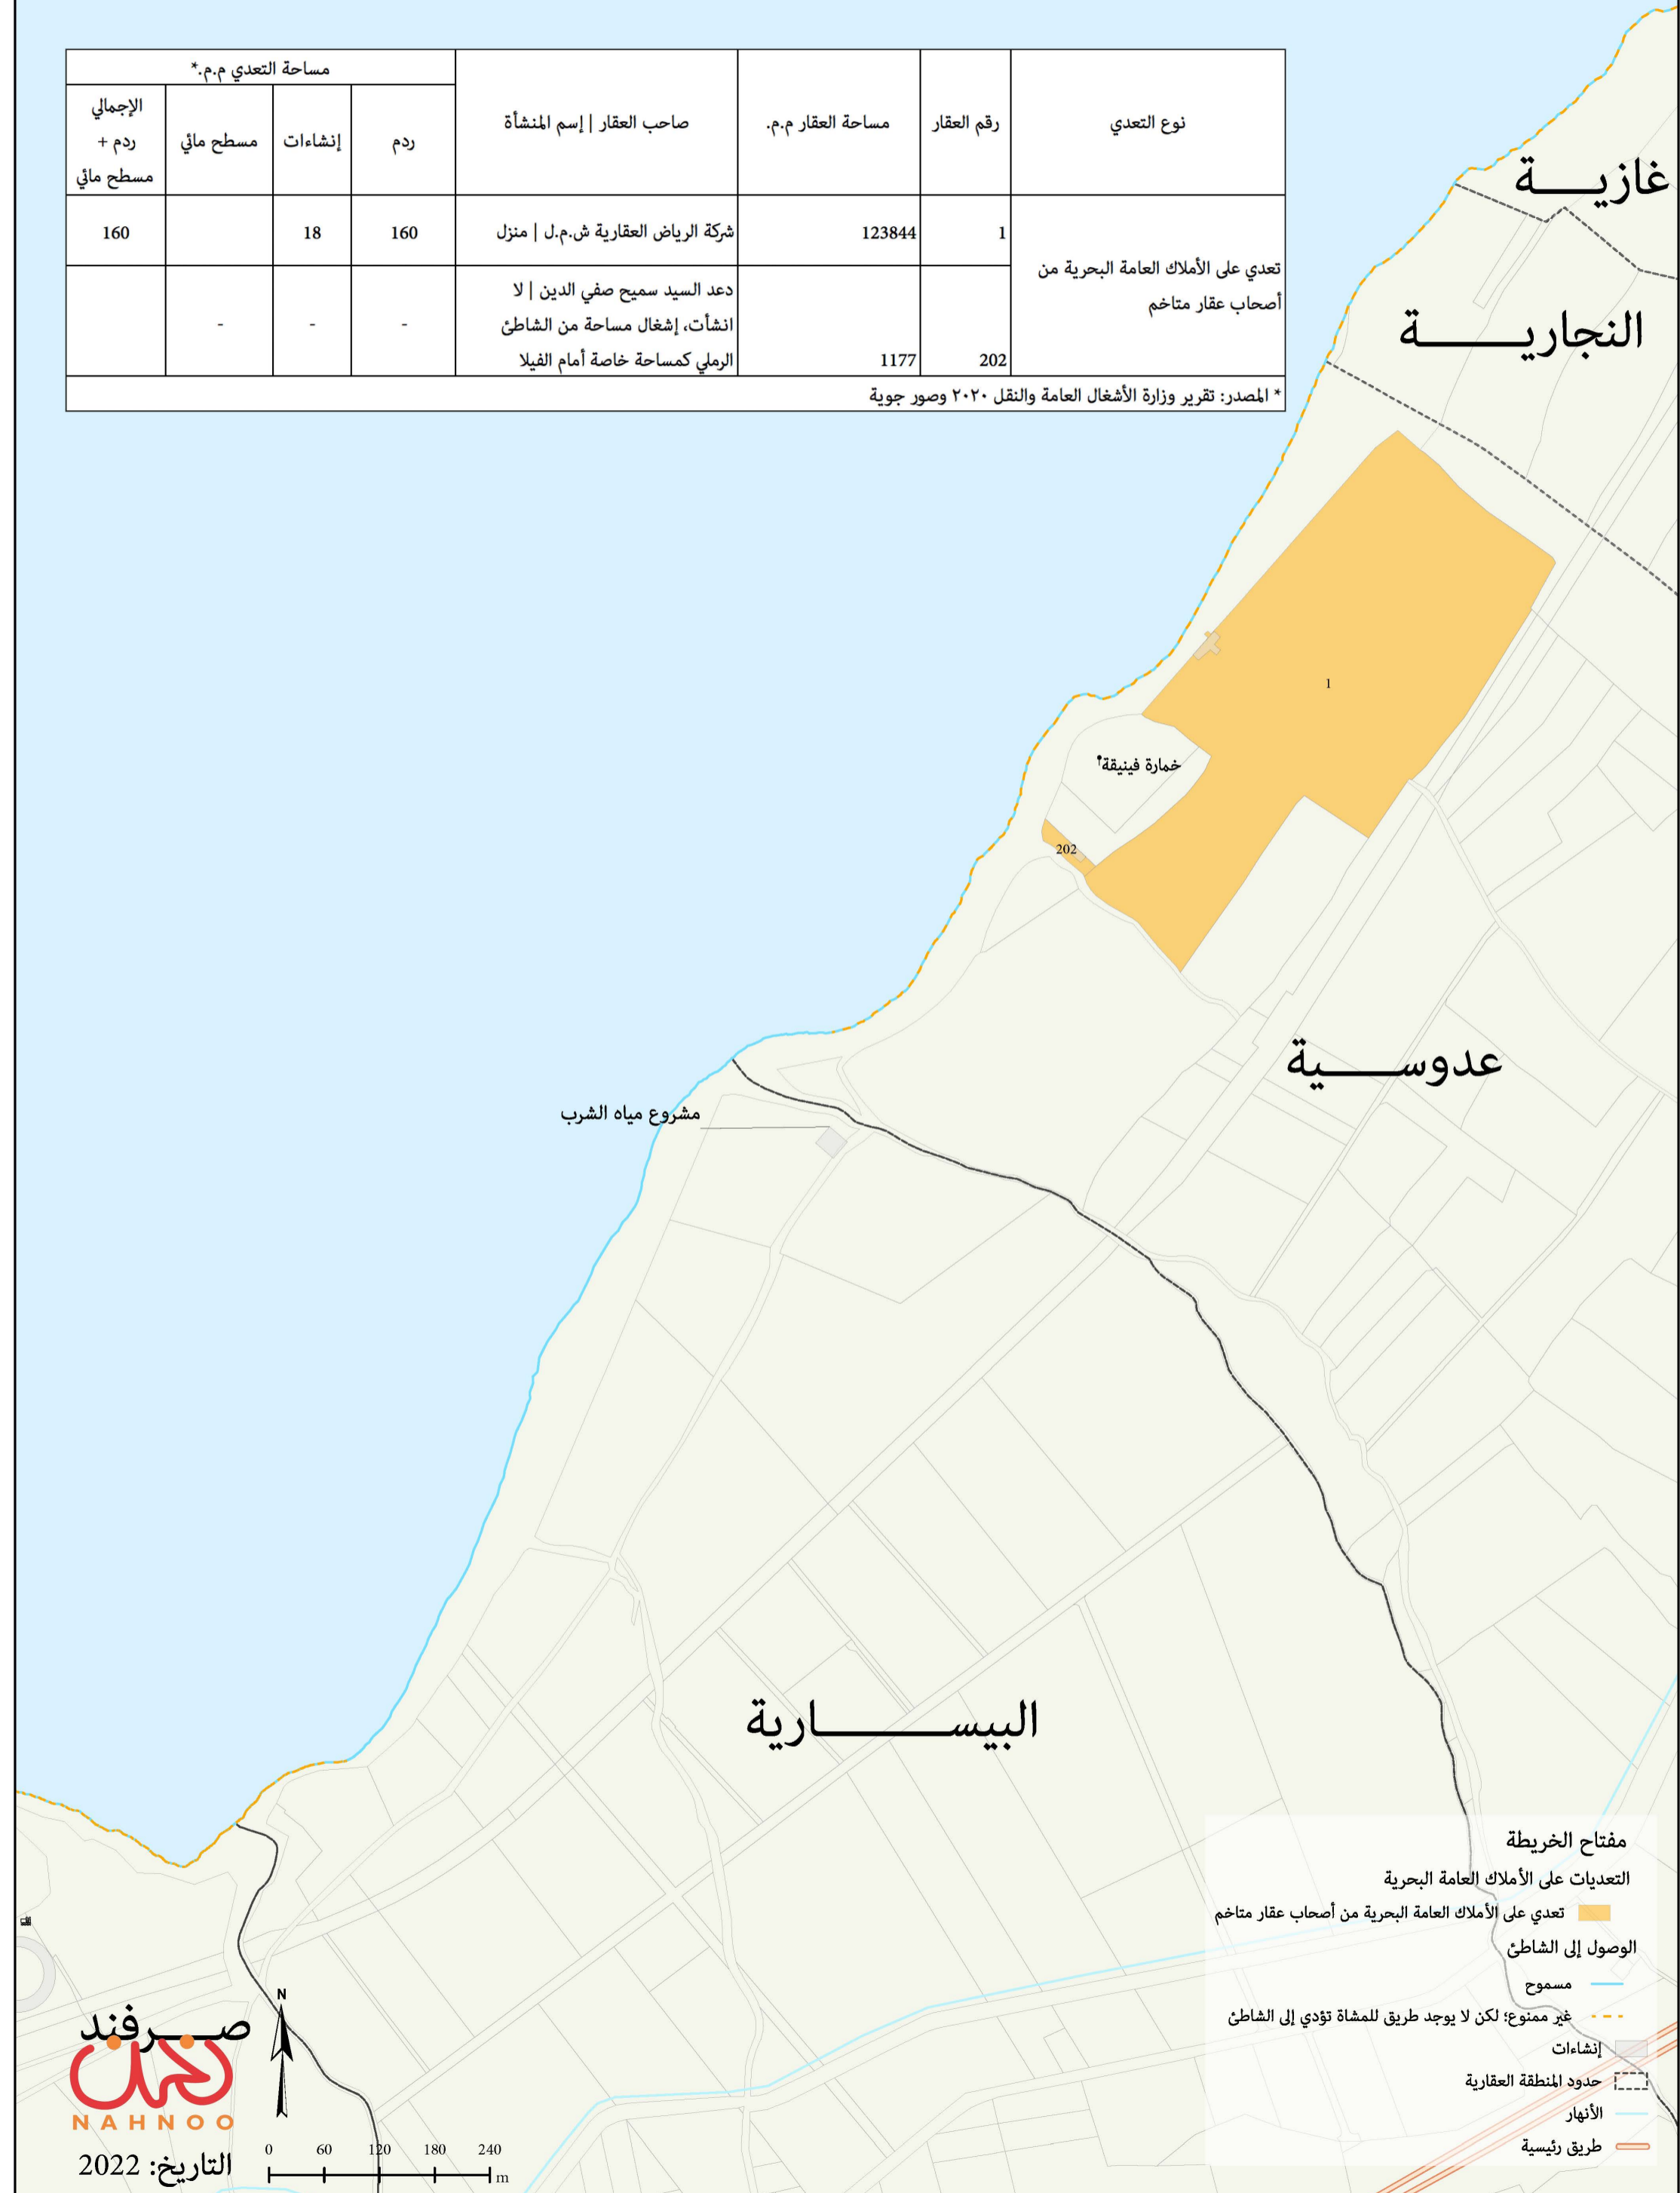 نوع التعدي
رقم العقار
مساحة العقار م.م.
صاحب العقار | إسم المنشأة
مساحة التعدي م.م.*
ردم
إنشاءات
مسطح مائي
الإجمالي
ردم +
مسطح مائي
تعدي على الأملاك العامة البحرية من
أصحاب عقار متاخم
1
123844
شركة الرياض العقارية ش.م.ل | منزل
160
18
160
202
1177
دعد السيد سميح صفي الدين | لا
انشأت، إشغال مساحة من الشاطئ
الرملي كمساحة خاصة أمام الفيلا
-
-
-
* المصدر: تقرير وزارة الأشغال العامة والنقل ٢٠٢٠ وصور جوية
غازيـــة
النجاريـــة
1
خمارة فينيقة
202
عدوســـية
مشروع مياه الشرب
البيســـارية
صـــرفند
N
NAHNOO
نحن
التاريخ: 2022
0 60 120 180 240
m
مفتاح الخريطة
التعديات على الأملاك العامة البحرية
تعدي على الأملاك العامة البحرية من أصحاب عقار متاخم
الوصول إلى الشاطئ
مسموح
غير ممنوع؛ لكن لا يوجد طريق للمشاة تؤدي إلى الشاطئ
إنشاءات
حدود المنطقة العقارية
الأنهار
طريق رئيسية